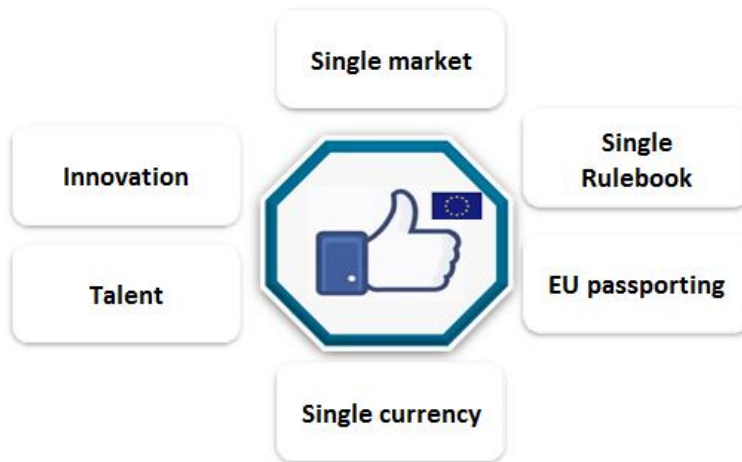 Single market
Innovation
Single
Rulebook
Talent
EU passporting
Single currency